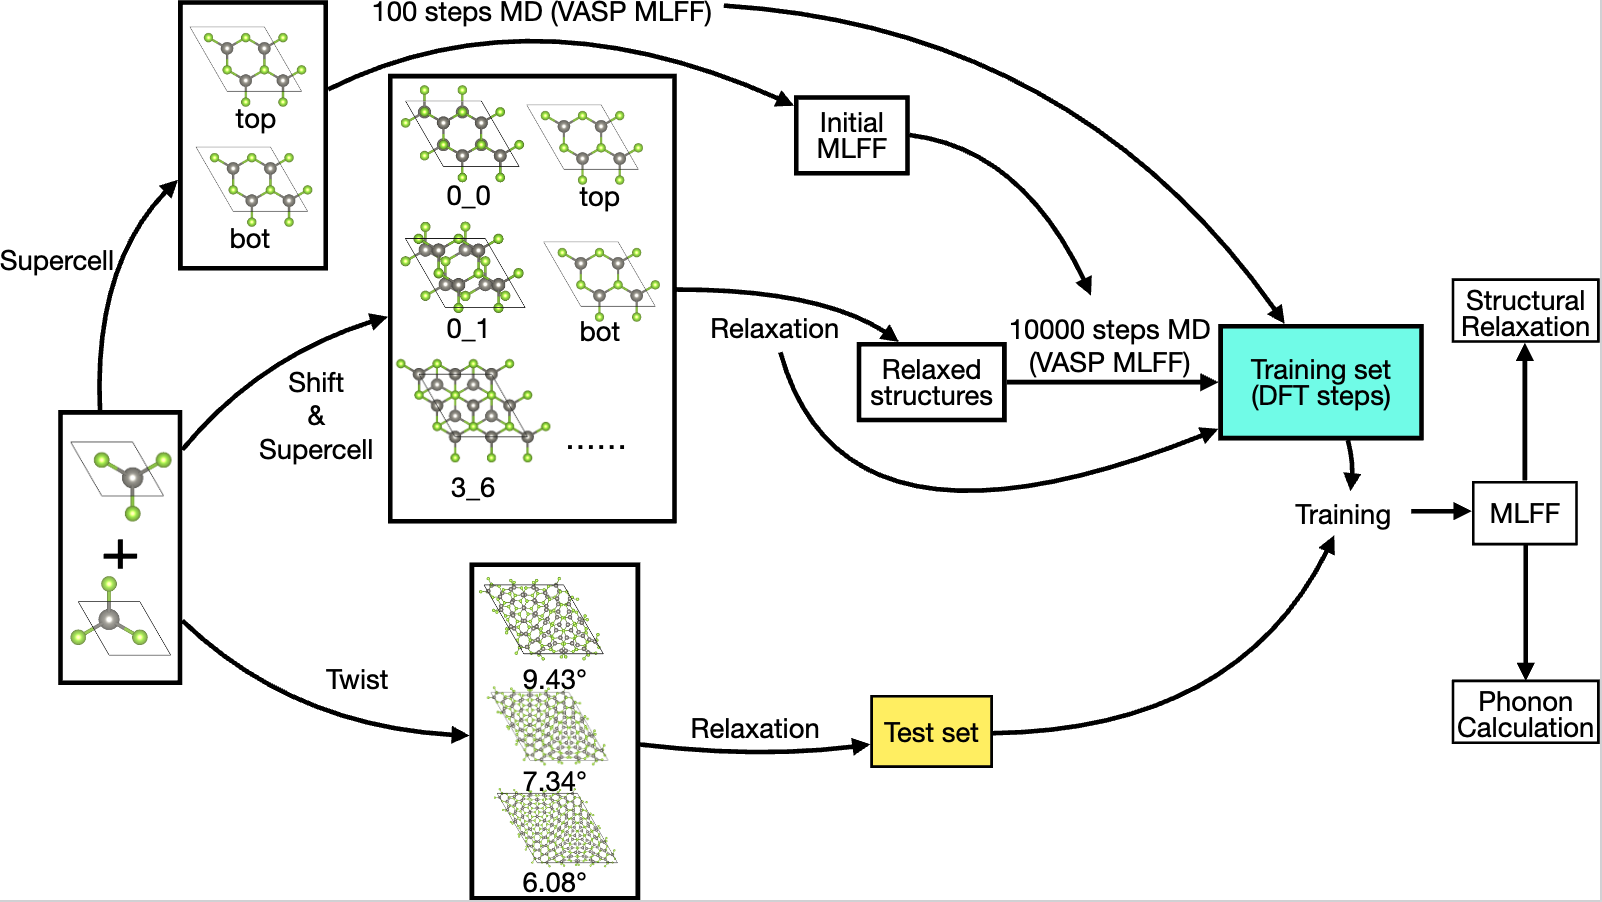 100 steps MD (VASP MLFF)
top
bot
Supercell
0_0
top
0_1
bot
3_6
......
Shift
&
Supercell
Initial
MLFF
Relaxation
Relaxed
structures
10000 steps MD
(VASP MLFF)
Training set
(DFT steps)
Structural
Relaxation
Training
MLFF
Phonon
Calculation
+
Twist
9.43°
7.34°
6.08°
Relaxation
Test set